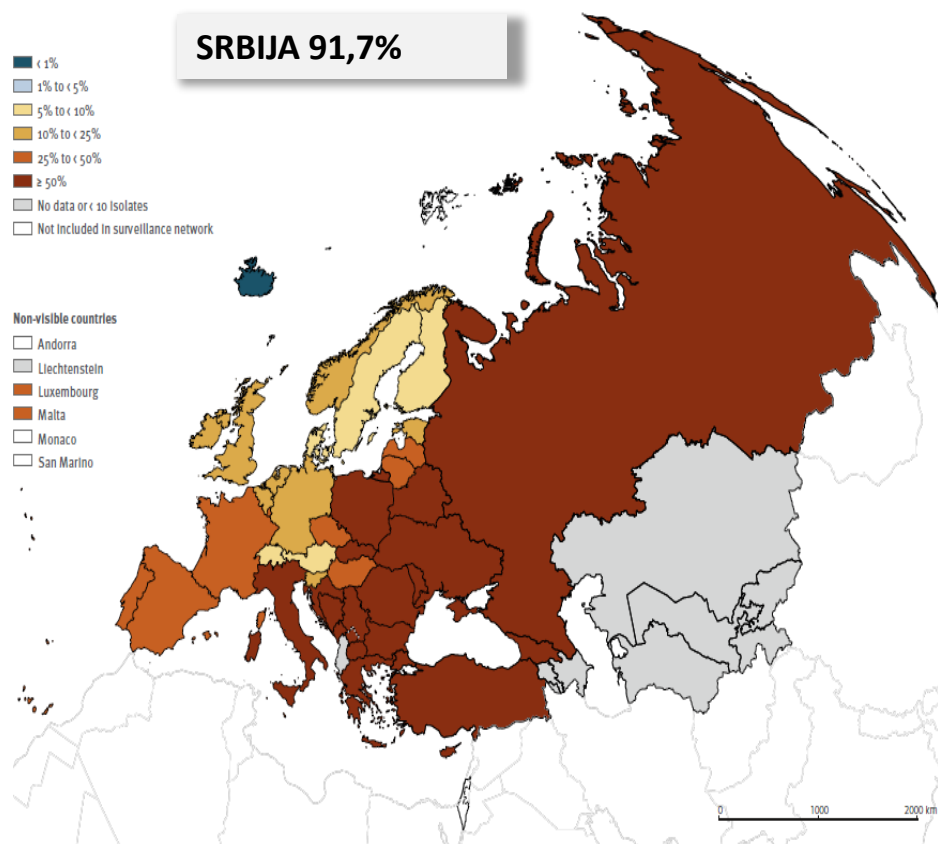 SRBIJA 91,7%
< 1%
1% to < 5%
5% to < 10%
10% to < 25%
25% to < 50%
≥ 50%
No data or < 10 isolates
Not included in surveillance network
Non-visible countries
Andorra
Liechtenstein
Luxembourg
Malta
Monaco
San Marino
0 1000 2000 km